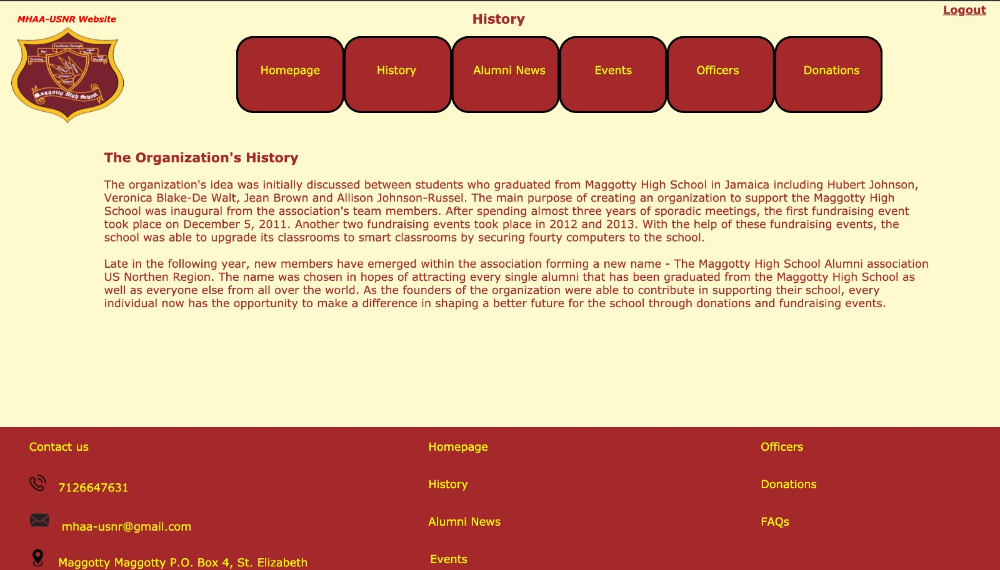 MHAA-USNR Website
History
Logout
Excellence Through
For
Hard Work
and
Striving
Discipline
INTEGRITY
Maggotty High School
Homepage
History
Alumni News
Events
Officers
Donations
The Organization's History
The organization's idea was initially discussed between students who graduated from Maggotty High School in Jamaica including Hubert Johnson,
Veronica Blake-De Walt, Jean Brown and Allison Johnson-Russel. The main purpose of creating an organization to support the Maggotty High
School was inaugural from the association's team members. After spending almost three years of sporadic meetings, the first fundraising event
took place on December 5, 2011. Another two fundraising events took place in 2012 and 2013. With the help of these fundraising events, the
school was able to upgrade its classrooms to smart classrooms by securing fourty computers to the school.
Late in the following year, new members have emerged within the association forming a new name - The Maggotty High School Alumni association
US Northen Region. The name was chosen in hopes of attracting every single alumni that has been graduated from the Maggotty High School as
well as everyone else from all over the world. As the founders of the organization were able to contribute in supporting their school, every
individual now has the opportunity to make a difference in shaping a better future for the school through donations and fundraising events.
Contact us
7126647631
mhaa-usnr@gmail.com
Maggotty Maggotty P.O. Box 4, St. Elizabeth
Homepage
History
Alumni News
Events
Officers
Donations
FAQs